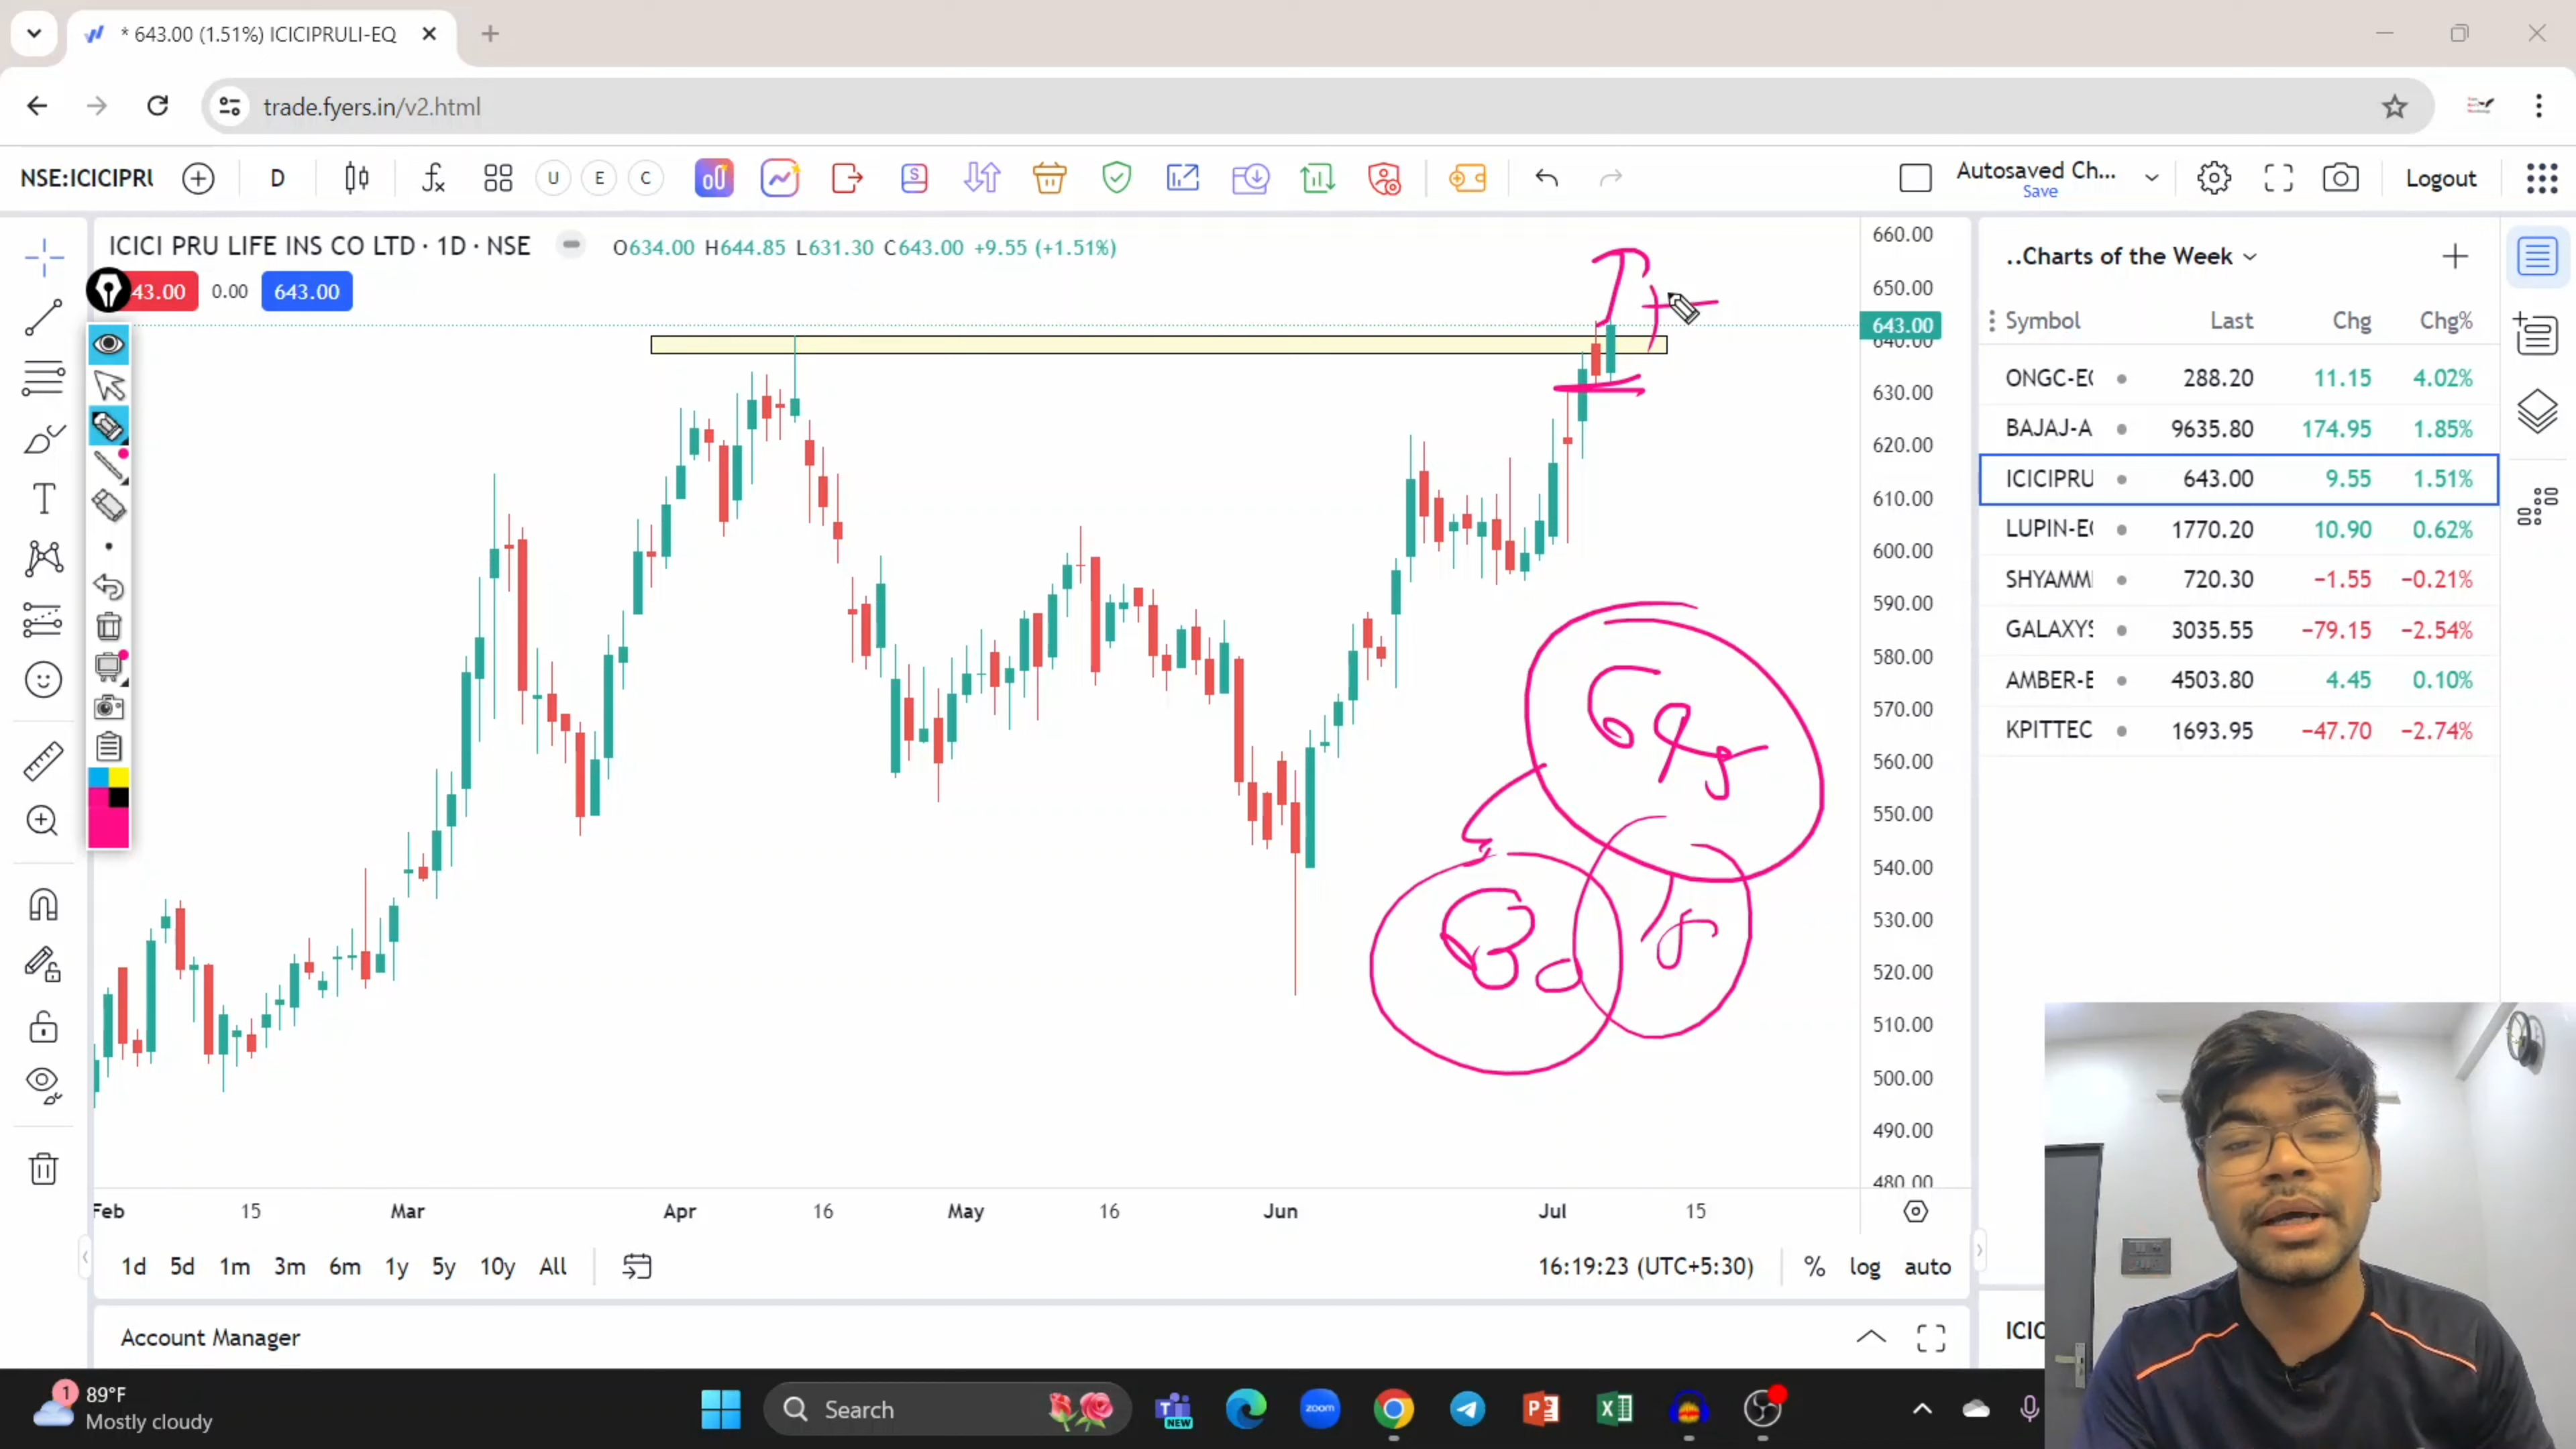 * 643.00 (1.51%) ICICIPRULI-EQ
trade.fyers.in/v2.html
NSE:ICICIPRU
D
U E C
S
Autosaved Ch...
Save
Logout
ICICI PRU LIFE INS CO LTD · 1D · NSE
O634.00 H644.85 L631.30 C643.00 +9.55 (+1.51%)
43.00 0.00 643.00
660.00
650.00
643.00
640.00
630.00
620.00
610.00
600.00
590.00
580.00
570.00
560.00
550.00
540.00
530.00
520.00
510.00
500.00
490.00
480.00
645
Feb 15 Mar Apr 16 May 16 Jun Jul 15
1d 5d 1m 3m 6m 1y 5y 10y All
16:19:23 (UTC+5:30) % log auto
Account Manager
..Charts of the Week
Symbol Last Chg Chg%
ONGC-EQ 288.20 11.15 4.02%
BAJAJ-A 9635.80 174.95 1.85%
ICICIPRU 643.00 9.55 1.51%
LUPIN-EQ 1770.20 10.90 0.62%
SHYAMM 720.30 −1.55 −0.21%
GALAXYS 3035.55 −79.15 −2.54%
AMBER-E 4503.80 4.45 0.10%
KPITTEC 1693.95 −47.70 −2.74%
ICIC
1
89°F
Mostly cloudy
Search
NEW
zoom